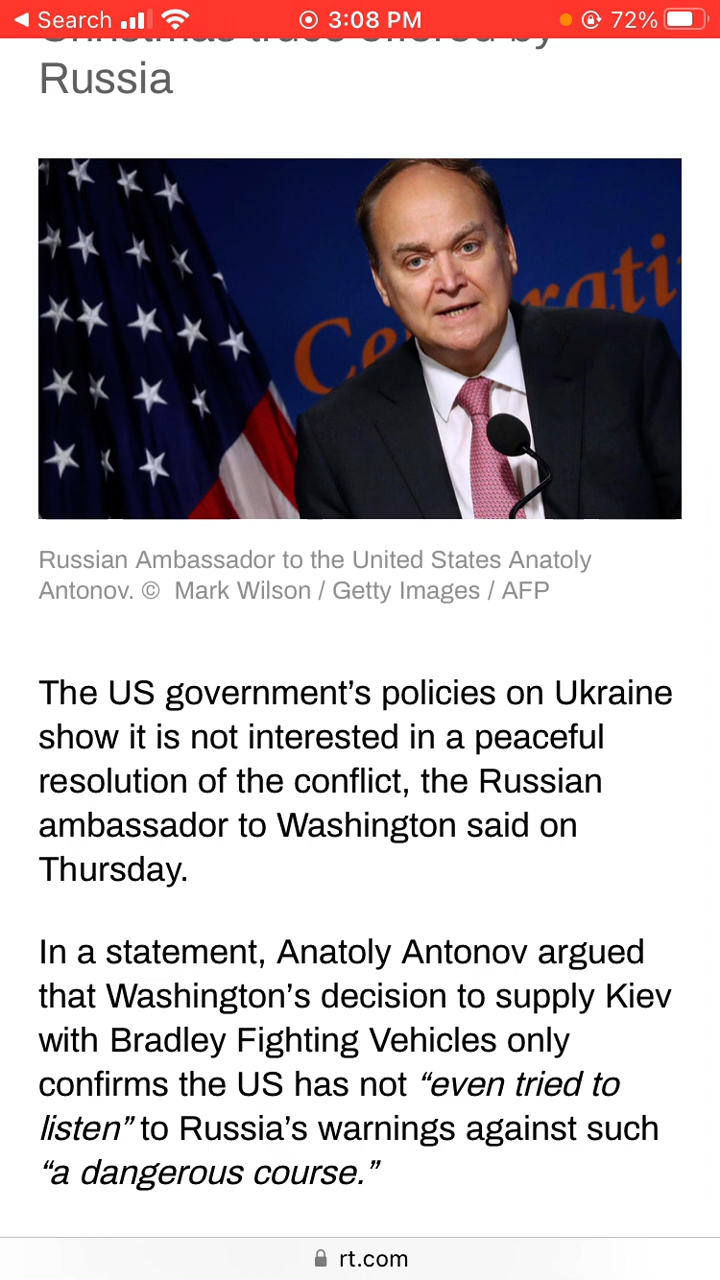 Search
3:08 PM
72%
Christmas truce offered by
Russia
Russian Ambassador to the United States Anatoly
Antonov. © Mark Wilson / Getty Images / AFP
The US government’s policies on Ukraine
show it is not interested in a peaceful
resolution of the conflict, the Russian
ambassador to Washington said on
Thursday.
In a statement, Anatoly Antonov argued
that Washington’s decision to supply Kiev
with Bradley Fighting Vehicles only
confirms the US has not “even tried to
listen” to Russia’s warnings against such
“a dangerous course.”
rt.com